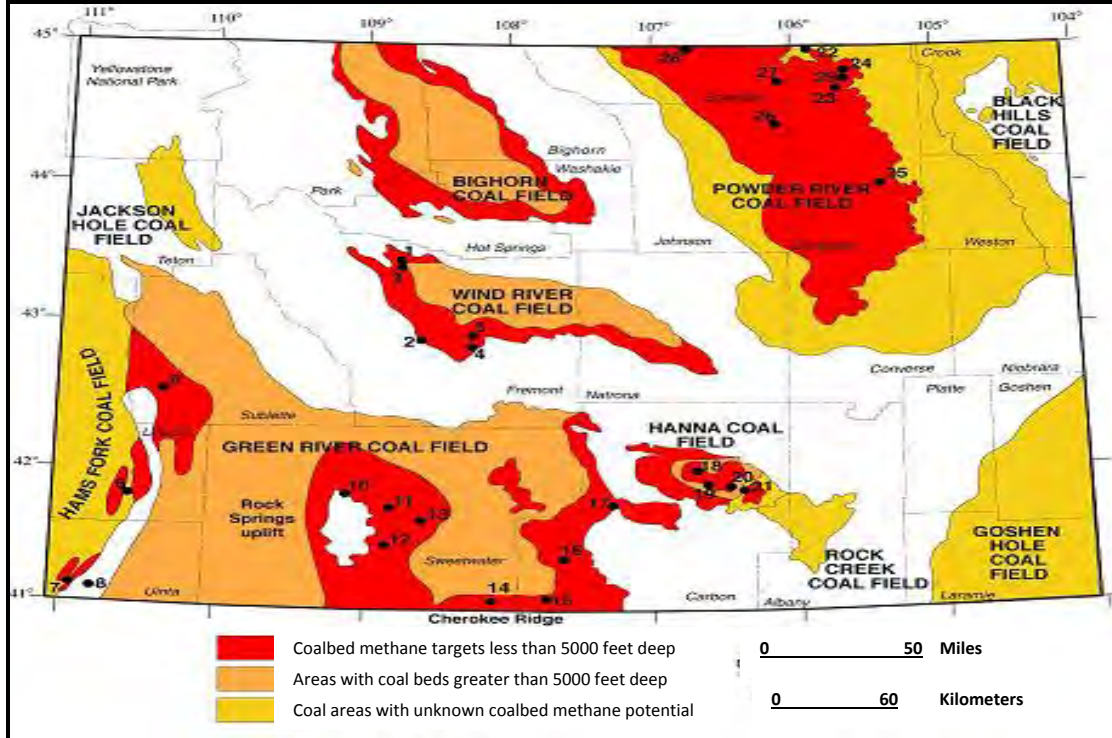 111°
110°
109°
108°
107°
106°
105°
104°
45°
Yellowstone
National Park
Crook
22
24
27
25
23
26
BLACK
HILLS
COAL
FIELD
Bighorn
Washakie
44°
Park
BIGHORN
COAL FIELD
POWDER RIVER
COAL FIELD
25
JACKSON
HOLE COAL
FIELD
Teton
Hot Springs
Johnson
Weston
1
WIND RIVER
COAL FIELD
43°
2
3
4
HAMS FORK COAL FIELD
Converse
Niobrara
Platte
Goshen
Fremont
Natrona
Sublette
42°
GREEN RIVER COAL FIELD
HANNA COAL
FIELD
18
19
20
21
10
11
12
13
17
Rock
Springs
uplift
Sweetwater
16
ROCK
CREEK
COAL FIELD
GOSHEN
HOLE
COAL
FIELD
7
8
41°
Uinta
14
15
Carbon
Albany
Laramie
Cherokee Ridge
Coalbed methane targets less than 5000 feet deep
0 50 Miles
Areas with coal beds greater than 5000 feet deep
0 60 Kilometers
Coal areas with unknown coalbed methane potential